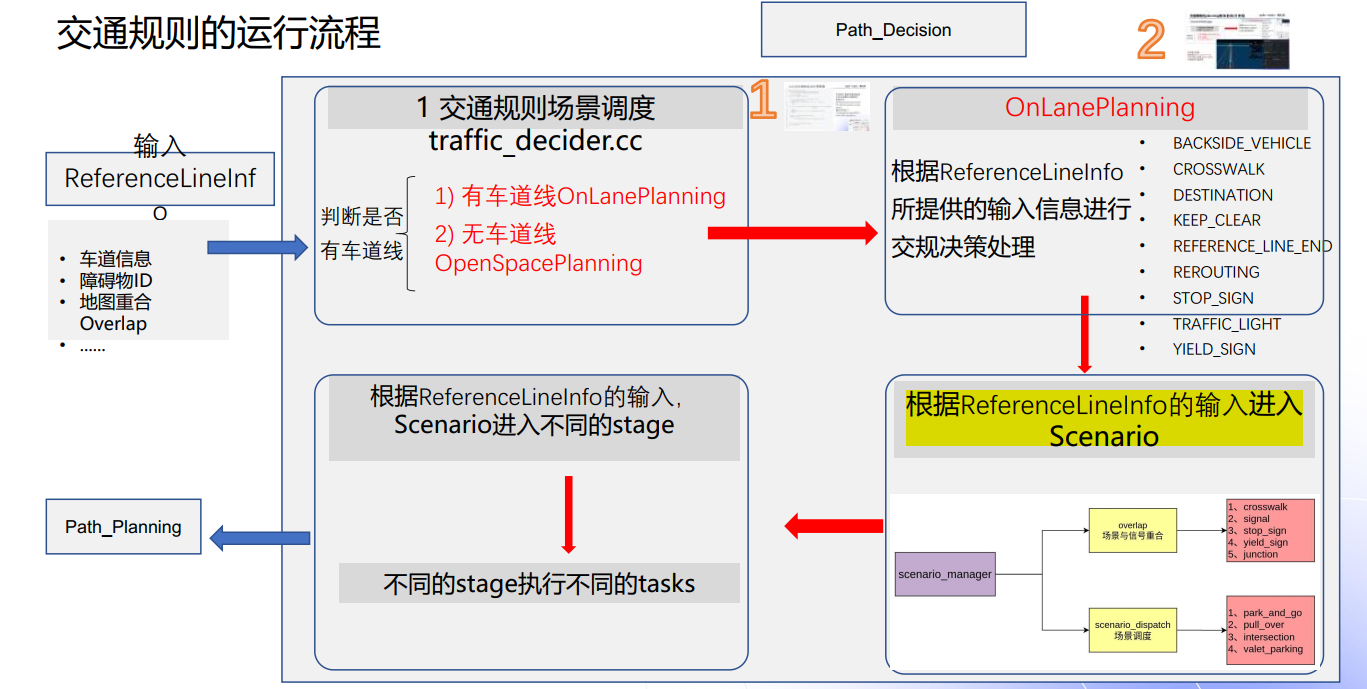 交通规则的运行流程
Path_Decision
2
输入
ReferenceLineInf
o
• 车道信息
• 障碍物ID
• 地图重合
Overlap
• ......
1 交通规则场景调度
traffic_decider.cc
判断是否
有车道线
1) 有车道线OnLanePlanning
2) 无车道线
OpenSpacePlanning
1
OnLanePlanning
根据ReferenceLineInfo
所提供的输入信息进行
交规决策处理
• BACKSIDE_VEHICLE
• CROSSWALK
• DESTINATION
• KEEP_CLEAR
• REFERENCE_LINE_END
• REROUTING
• STOP_SIGN
• TRAFFIC_LIGHT
• YIELD_SIGN
根据ReferenceLineInfo的输入进入
Scenario
scenario_manager
overlap
场景与信号重合
1、crosswalk
2、signal
3、stop_sign
4、yield_sign
5、junction
scenario_dispatch
场景调度
1、park_and_go
2、pull_over
3、intersection
4、valet_parking
根据ReferenceLineInfo的输入,
Scenario进入不同的stage
不同的stage执行不同的tasks
Path_Planning